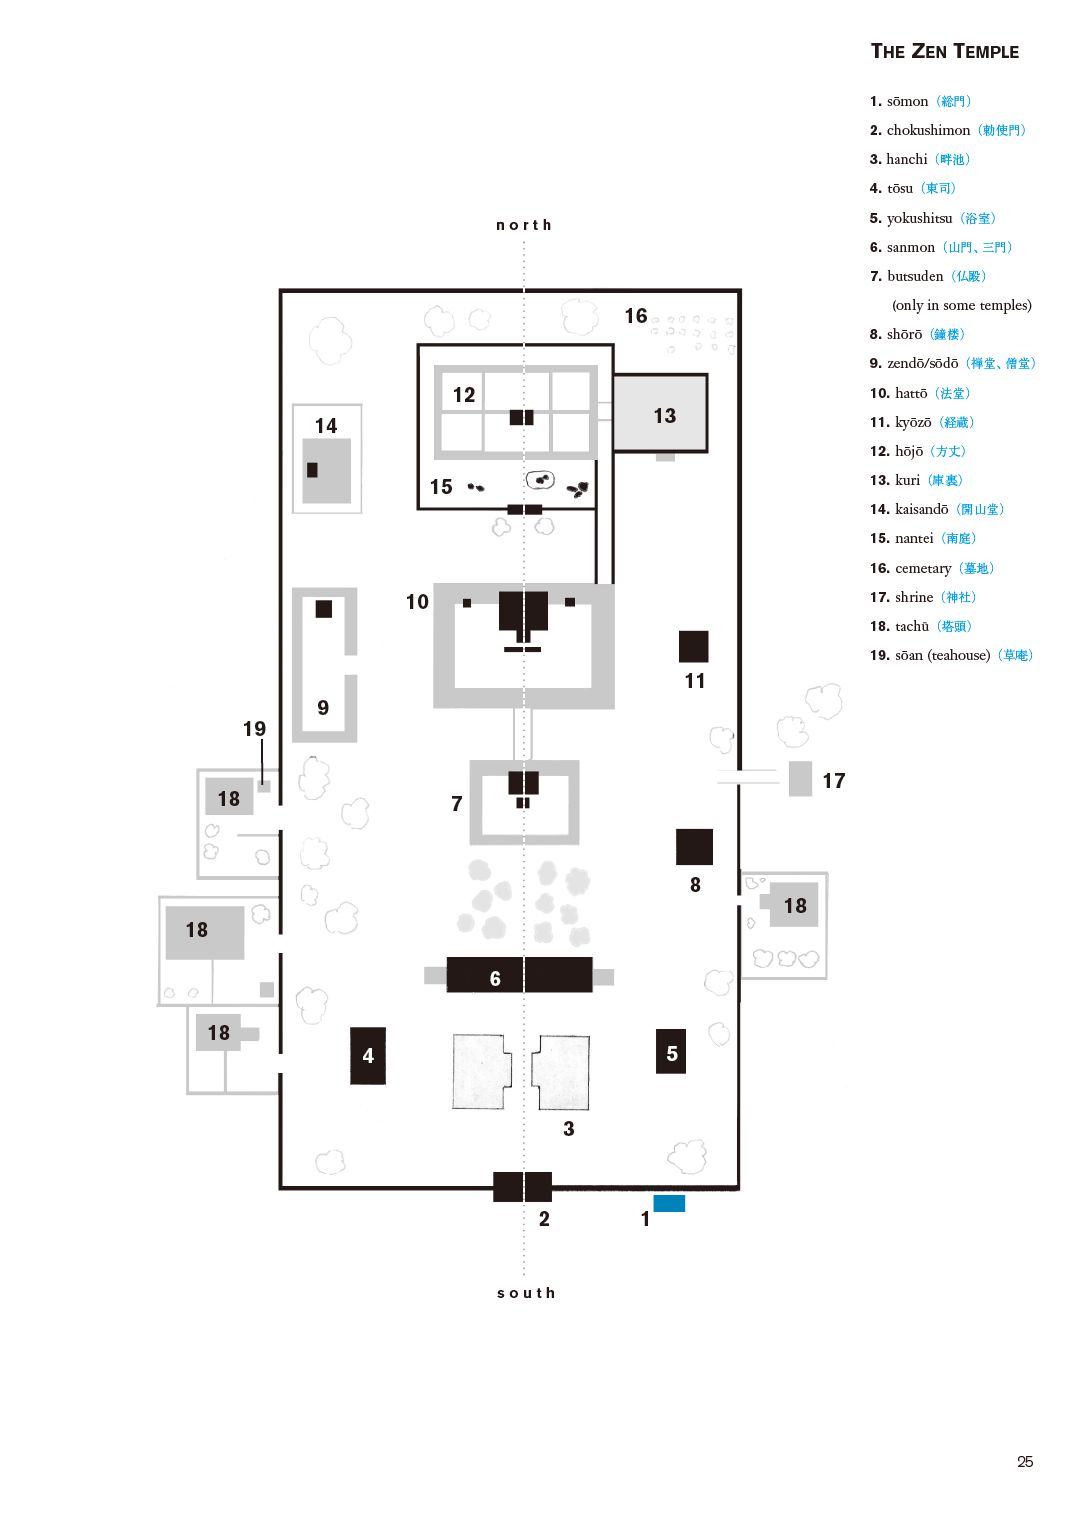 THE ZEN TEMPLE
1. sōmon（総門）
2. chokushimon（勅使門）
3. hanchi（畔池）
4. tōsu（東司）
5. yokushitsu（浴室）
6. sanmon（山門、三門）
7. butsuden（仏殿）
(only in some temples)
8. shōrō（鐘楼）
9. zendō/sōdō（禅堂、僧堂）
10. hattō（法堂）
11. kyōzō（経蔵）
12. hōjō（方丈）
13. kuri（庫裏）
14. kaisandō（開山堂）
15. nantei（南庭）
16. cemetary（墓地）
17. shrine（神社）
18. tachū（塔頭）
19. sōan (teahouse)（草庵）
north
16
12
13
14
15
10
11
9
19
17
18
7
8
18
18
6
18
4
5
3
2
1
south
25